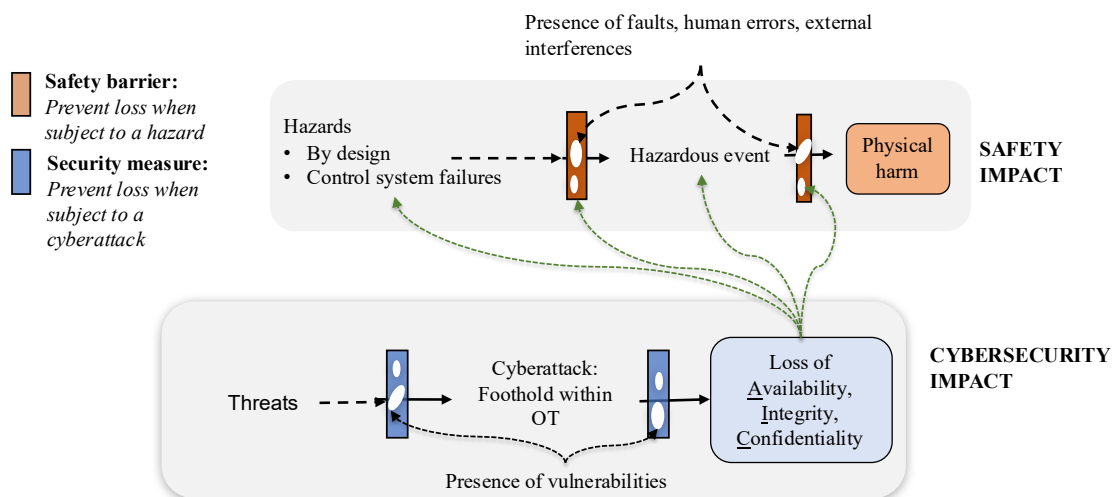 Presence of faults, human errors, external
interferences
Safety barrier:
Prevent loss when
subject to a hazard
Security measure:
Prevent loss when
subject to a
cyberattack
Hazards
• By design
• Control system failures
Hazardous event
Physical
harm
SAFETY
IMPACT
Threats
Cyberattack:
Foothold within
OT
Loss of
Availability,
Integrity,
Confidentiality
CYBERSECURITY
IMPACT
Presence of vulnerabilities